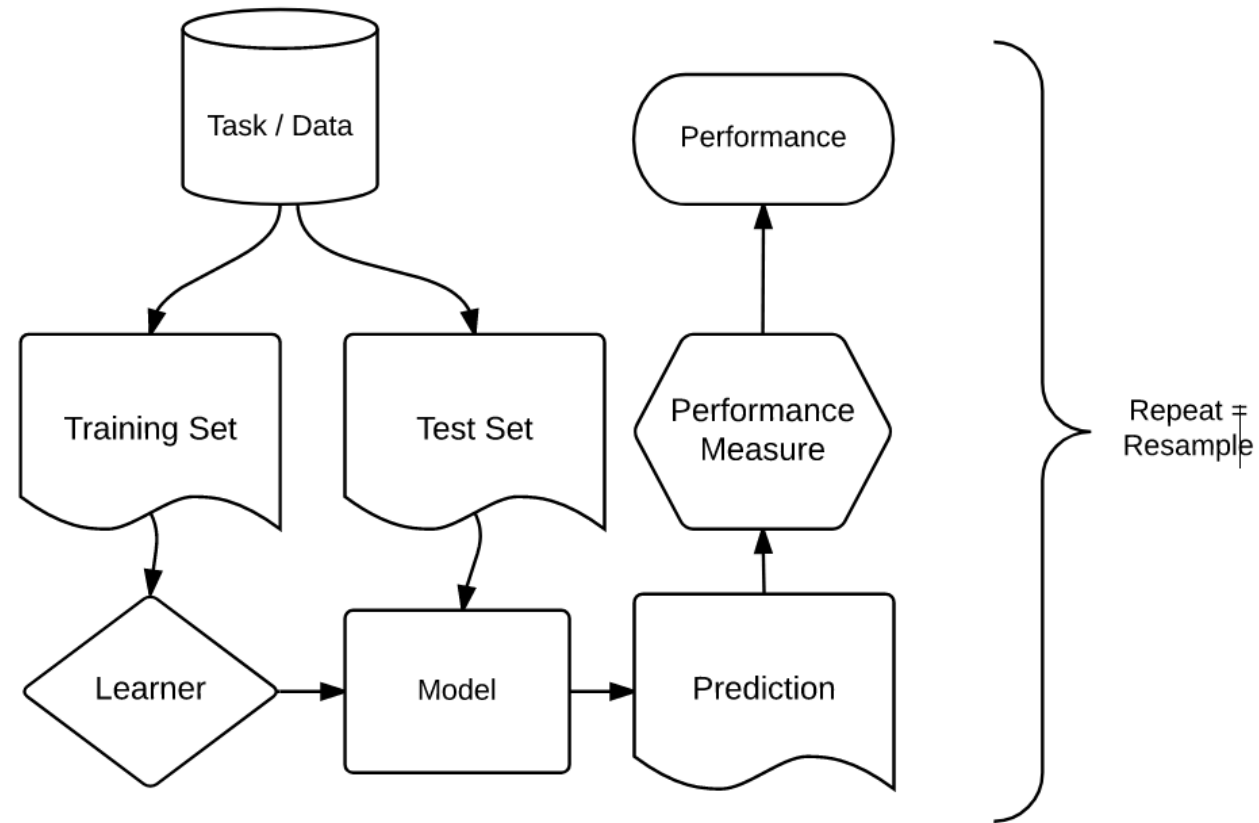 Task / Data
Performance
Training Set
Test Set
Performance
Measure
Repeat =
Resample
Learner
Model
Prediction